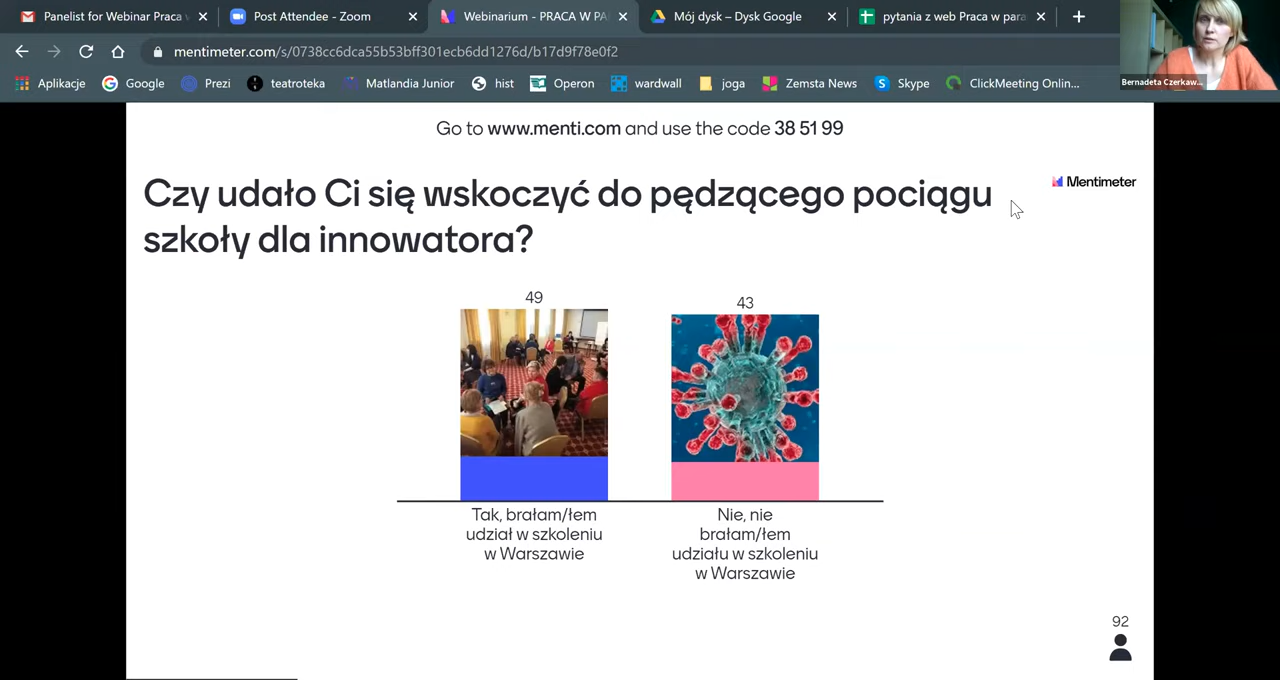 Panelist for Webinar Praca w
Post Attendee - Zoom
Webinarium - PRACA W PA
Mój dysk – Dysk Google
pytania z web Praca w para
mentimeter.com/s/0738cc6dca55b53bff301ecb6dd1276d/b17d9f78e0f2
Aplikacje
Google
Prezi
teatroteka
Matlandia Junior
hist
Operon
wardwall
joga
Zemsta News
Skype
ClickMeeting Onlin...
Bernadeta Czerkaw...
Go to www.menti.com and use the code 38 51 99
Czy udało Ci się wskoczyć do pędzącego pociągu
szkoły dla innowatora?
Mentimeter
49
43
Tak, brałam/łem
udział w szkoleniu
w Warszawie
Nie, nie
brałam/łem
udziału w szkoleniu
w Warszawie
92